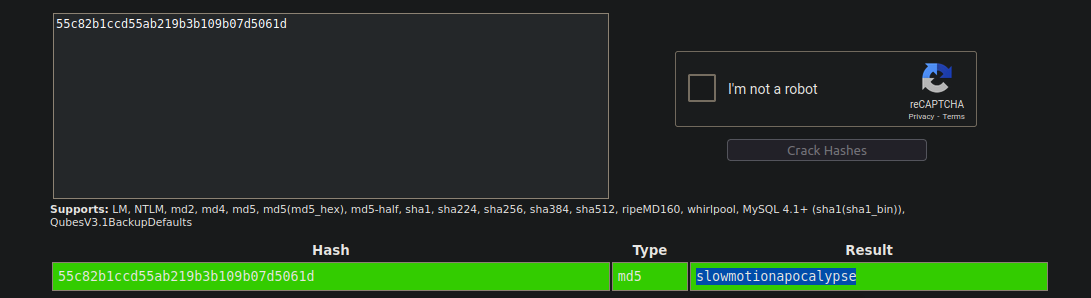 55c82b1ccd55ab219b3b109b07d5061d
I'm not a robot
reCAPTCHA
Privacy - Terms
Crack Hashes
Supports: LM, NTLM, md2, md4, md5, md5(md5_hex), md5-half, sha1, sha224, sha256, sha384, sha512, ripeMD160, whirlpool, MySQL 4.1+ (sha1(sha1_bin)),
QubesV3.1BackupDefaults
Hash Type Result
55c82b1ccd55ab219b3b109b07d5061d md5 slowmotionapocalypse